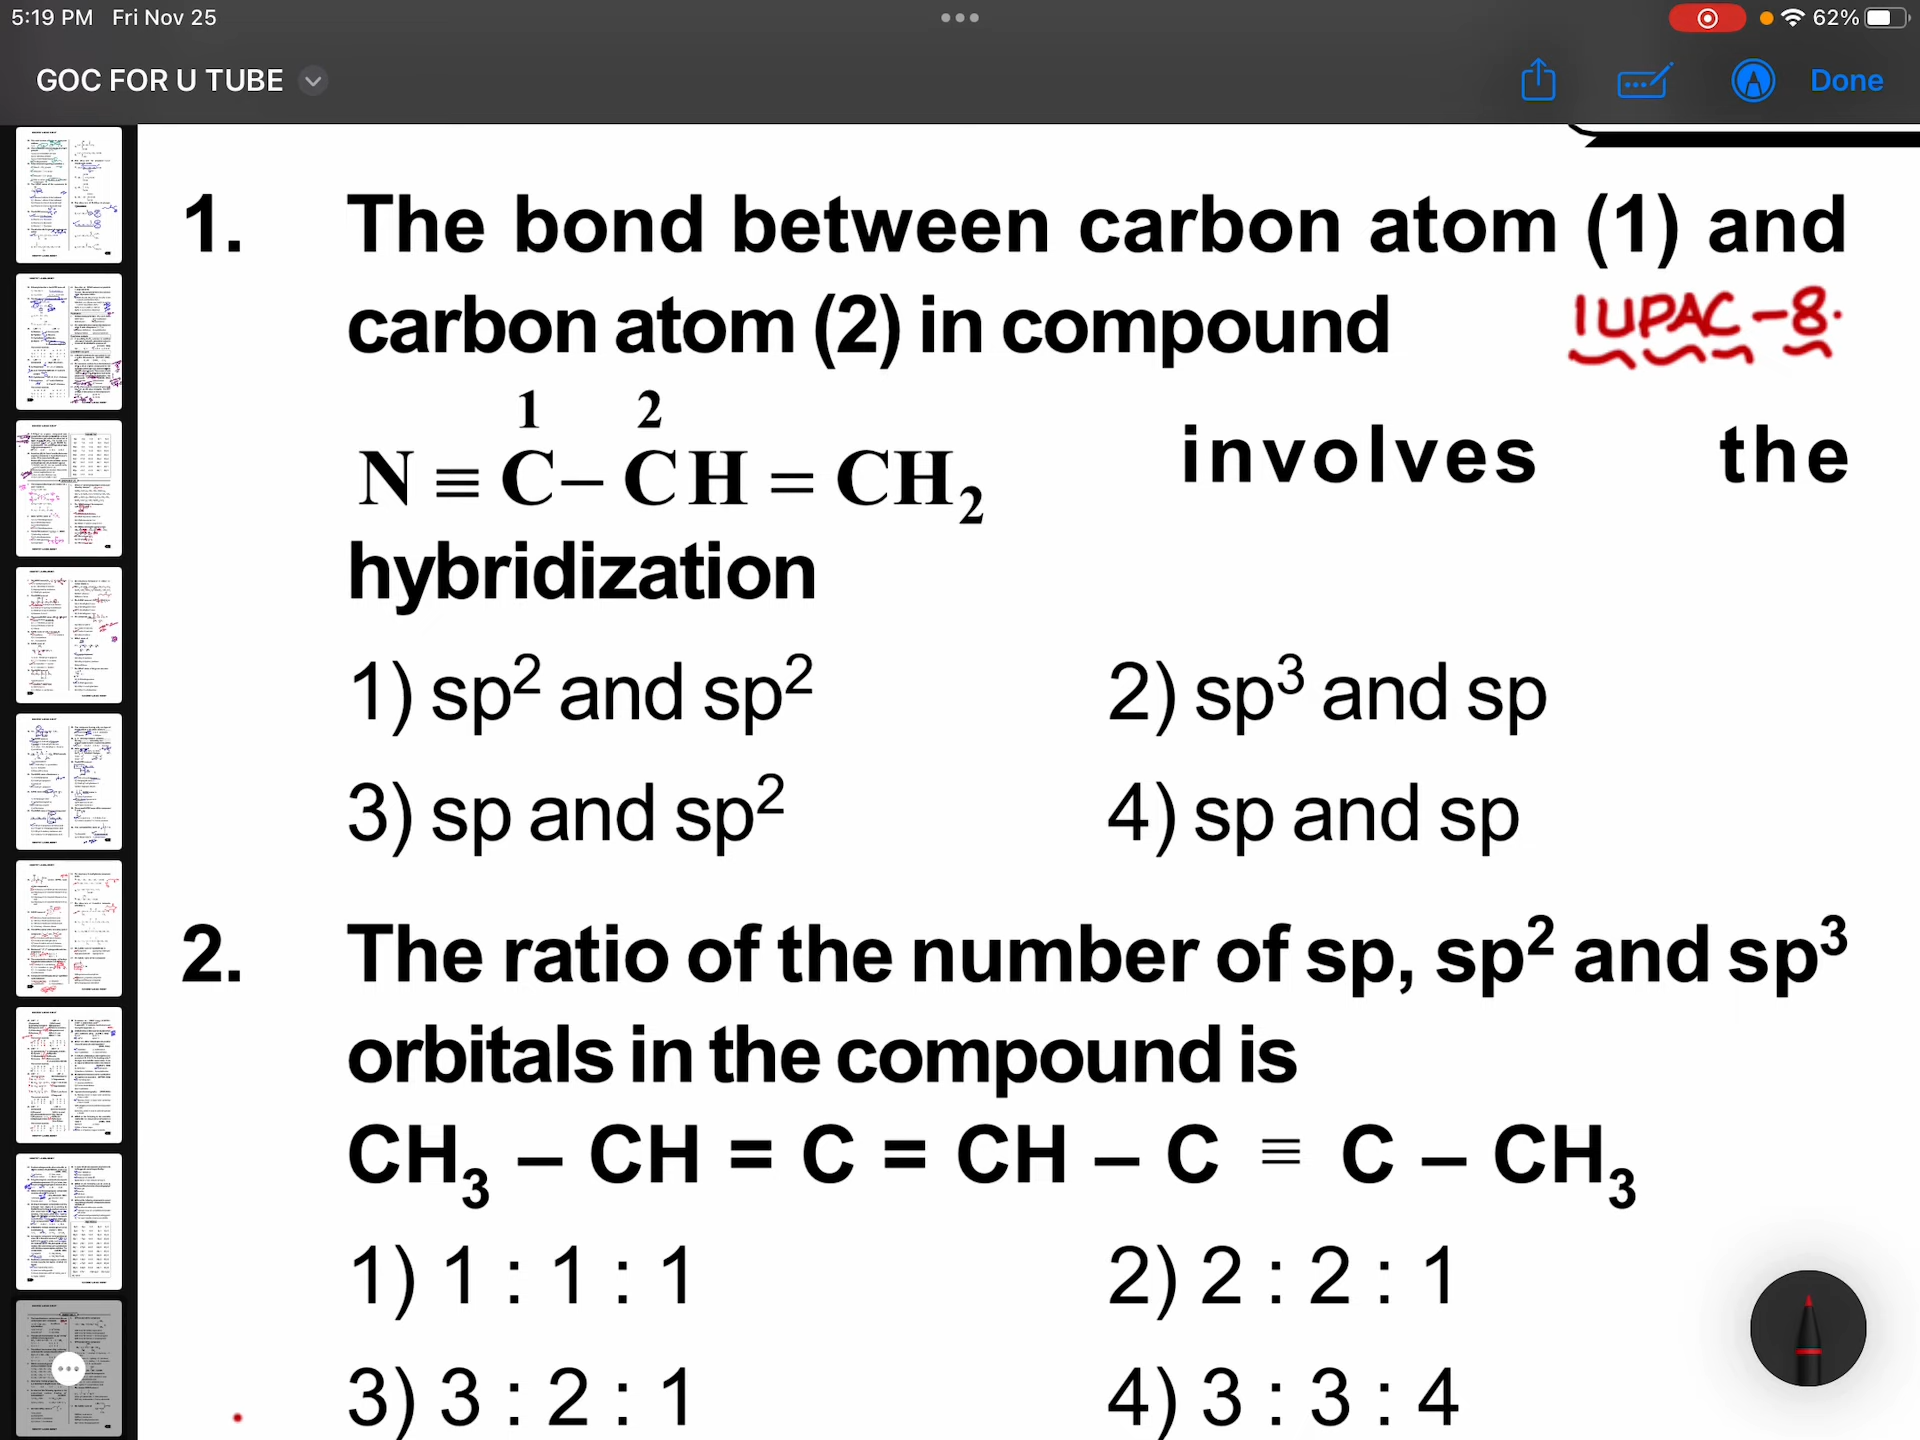 5:19 PM Fri Nov 25
62%
GOC FOR U TUBE
Done
1. The bond between carbon atom (1) and
carbon atom (2) in compound
IUPAC-8.
1 2
N ≡ C – CH = CH₂ involves the
hybridization
1) sp² and sp² 2) sp³ and sp
3) sp and sp² 4) sp and sp
2. The ratio of the number of sp, sp² and sp³
orbitals in the compound is
CH₃ – CH = C = CH – C ≡ C – CH₃
1) 1 : 1 : 1 2) 2 : 2 : 1
3) 3 : 2 : 1 4) 3 : 3 : 4